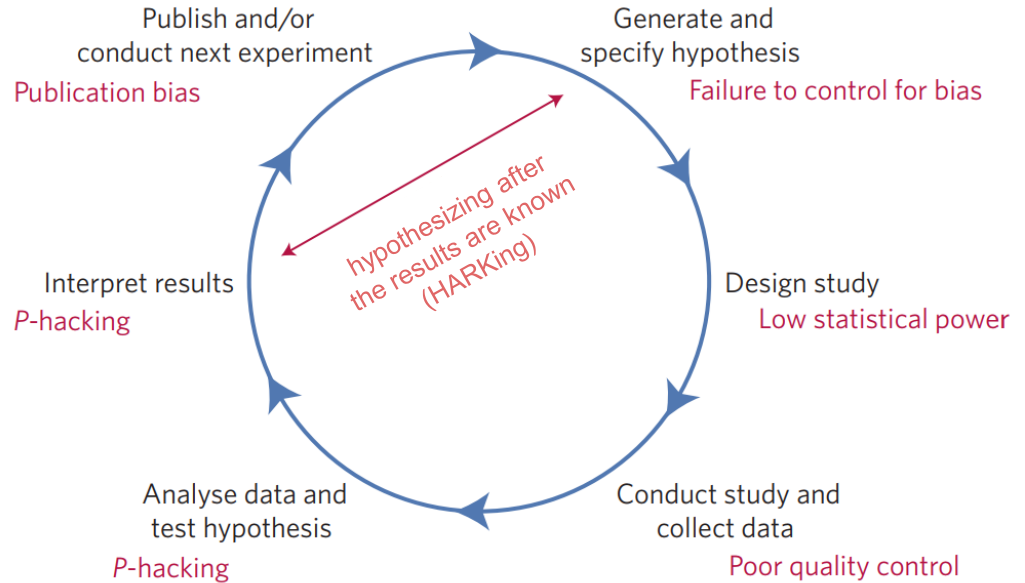 Publish and/or
conduct next experiment
Publication bias
Generate and
specify hypothesis
Failure to control for bias
hypothesizing after
the results are known
(HARKing)
Interpret results
P-hacking
Design study
Low statistical power
Analyse data and
test hypothesis
P-hacking
Conduct study and
collect data
Poor quality control